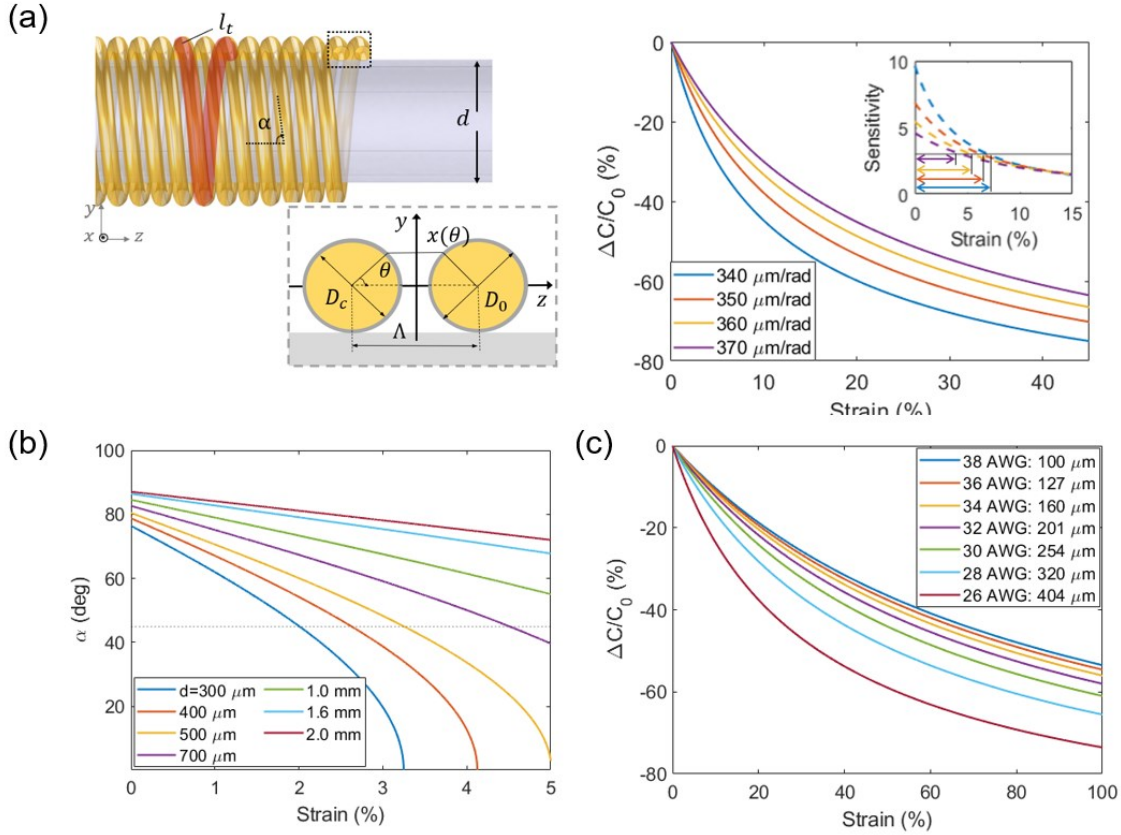 (a)
l_t
α
d
y
x
z
y
x(θ)
θ
D_c
D_0
z
Λ
0
-20
-40
-60
-80
ΔC/C_0 (%)
0
10
20
30
40
Strain (%)
340 μm/rad
350 μm/rad
360 μm/rad
370 μm/rad
10
5
0
Sensitivity
0
5
10
15
Strain (%)
(b)
100
80
60
40
20
α (deg)
d=300 μm
400 μm
500 μm
700 μm
1.0 mm
1.6 mm
2.0 mm
0
1
2
3
4
5
Strain (%)
(c)
0
-20
-40
-60
-80
ΔC/C_0 (%)
38 AWG: 100 μm
36 AWG: 127 μm
34 AWG: 160 μm
32 AWG: 201 μm
30 AWG: 254 μm
28 AWG: 320 μm
26 AWG: 404 μm
0
20
40
60
80
100
Strain (%)